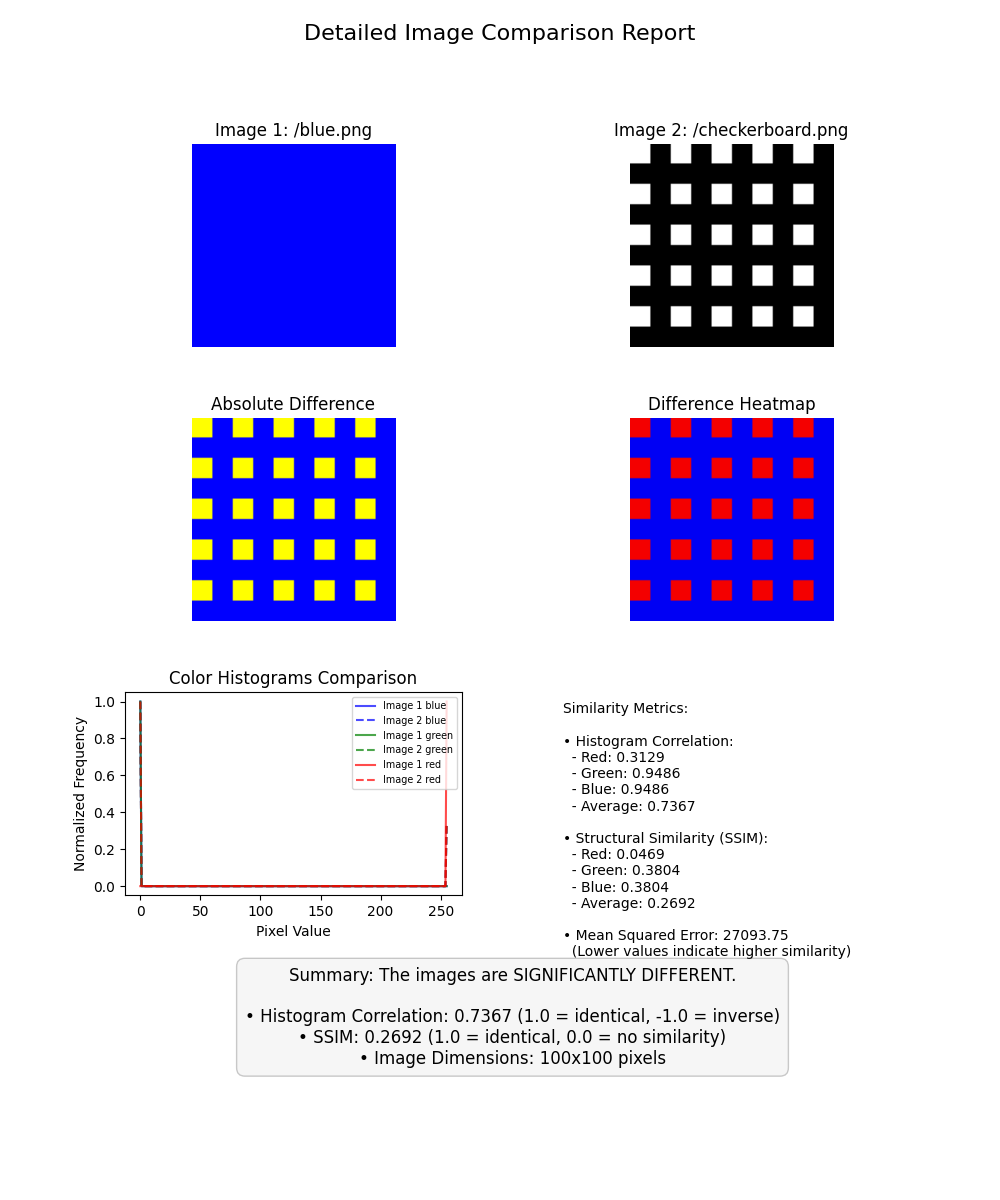 Detailed Image Comparison Report
Image 1: /blue.png
Image 2: /checkerboard.png
Absolute Difference
Difference Heatmap
Color Histograms Comparison
Normalized Frequency
1.0
0.8
0.6
0.4
0.2
0.0
0 50 100 150 200 250
Pixel Value
Image 1 blue
Image 2 blue
Image 1 green
Image 2 green
Image 1 red
Image 2 red
Similarity Metrics:
• Histogram Correlation:
- Red: 0.3129
- Green: 0.9486
- Blue: 0.9486
- Average: 0.7367
• Structural Similarity (SSIM):
- Red: 0.0469
- Green: 0.3804
- Blue: 0.3804
- Average: 0.2692
• Mean Squared Error: 27093.75
(Lower values indicate higher similarity)
Summary: The images are SIGNIFICANTLY DIFFERENT.
• Histogram Correlation: 0.7367 (1.0 = identical, -1.0 = inverse)
• SSIM: 0.2692 (1.0 = identical, 0.0 = no similarity)
• Image Dimensions: 100x100 pixels